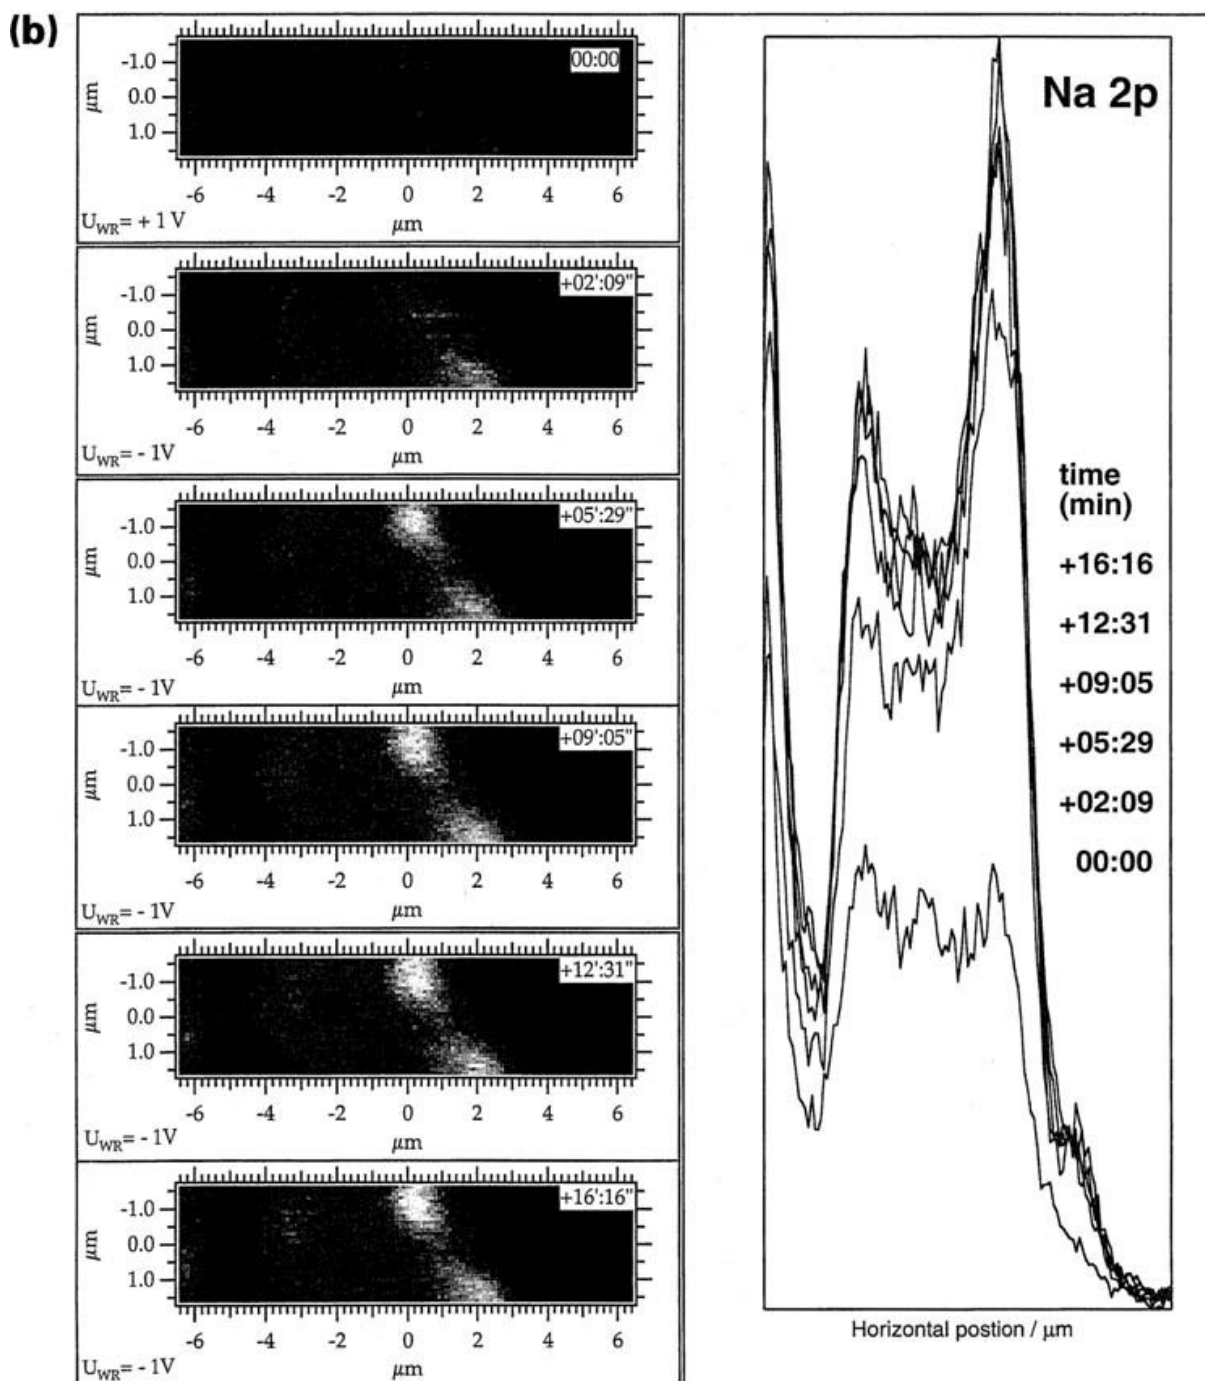 (b)
00:00
-1.0
0.0
1.0
μm
-6 -4 -2 0 2 4 6
U_WR= + 1 V
μm
+02':09"
-1.0
0.0
1.0
μm
-6 -4 -2 0 2 4 6
U_WR= - 1V
μm
+05':29"
-1.0
0.0
1.0
μm
-6 -4 -2 0 2 4 6
U_WR= - 1V
μm
+09':05"
-1.0
0.0
1.0
μm
-6 -4 -2 0 2 4 6
U_WR= - 1V
μm
+12':31"
-1.0
0.0
1.0
μm
-6 -4 -2 0 2 4 6
U_WR= - 1V
μm
+16':16"
-1.0
0.0
1.0
μm
-6 -4 -2 0 2 4 6
U_WR= - 1V
μm
Na 2p
time
(min)
+16:16
+12:31
+09:05
+05:29
+02:09
00:00
Horizontal postion / μm